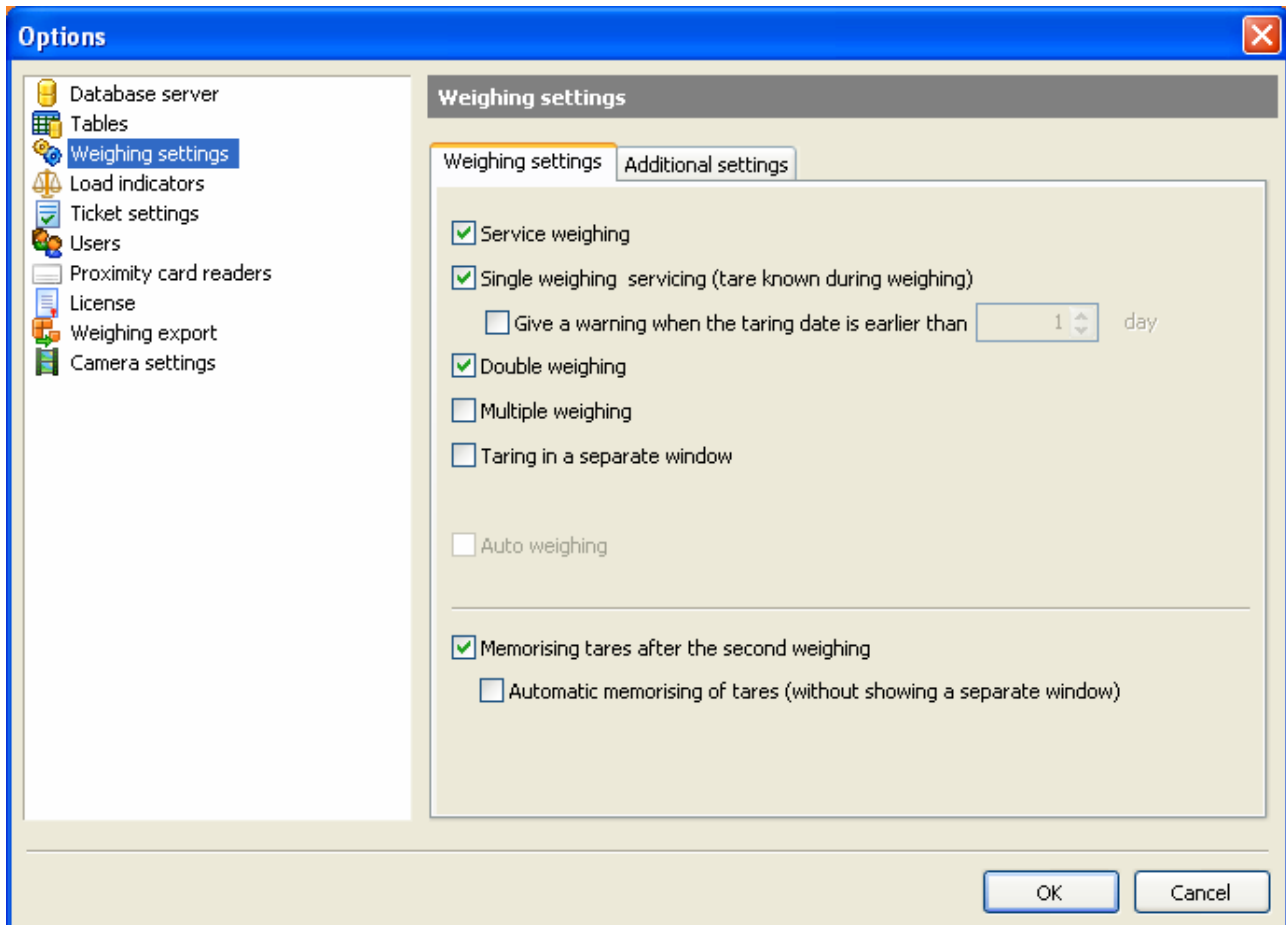 Options
Database server
Tables
Weighing settings
Load indicators
Ticket settings
Users
Proximity card readers
License
Weighing export
Camera settings
Weighing settings
Weighing settings Additional settings
Service weighing
Single weighing  servicing (tare known during weighing)
Give a warning when the taring date is earlier than 1 day
Double weighing
Multiple weighing
Taring in a separate window
Auto weighing
Memorising tares after the second weighing
Automatic memorising of tares (without showing a separate window)
OK Cancel